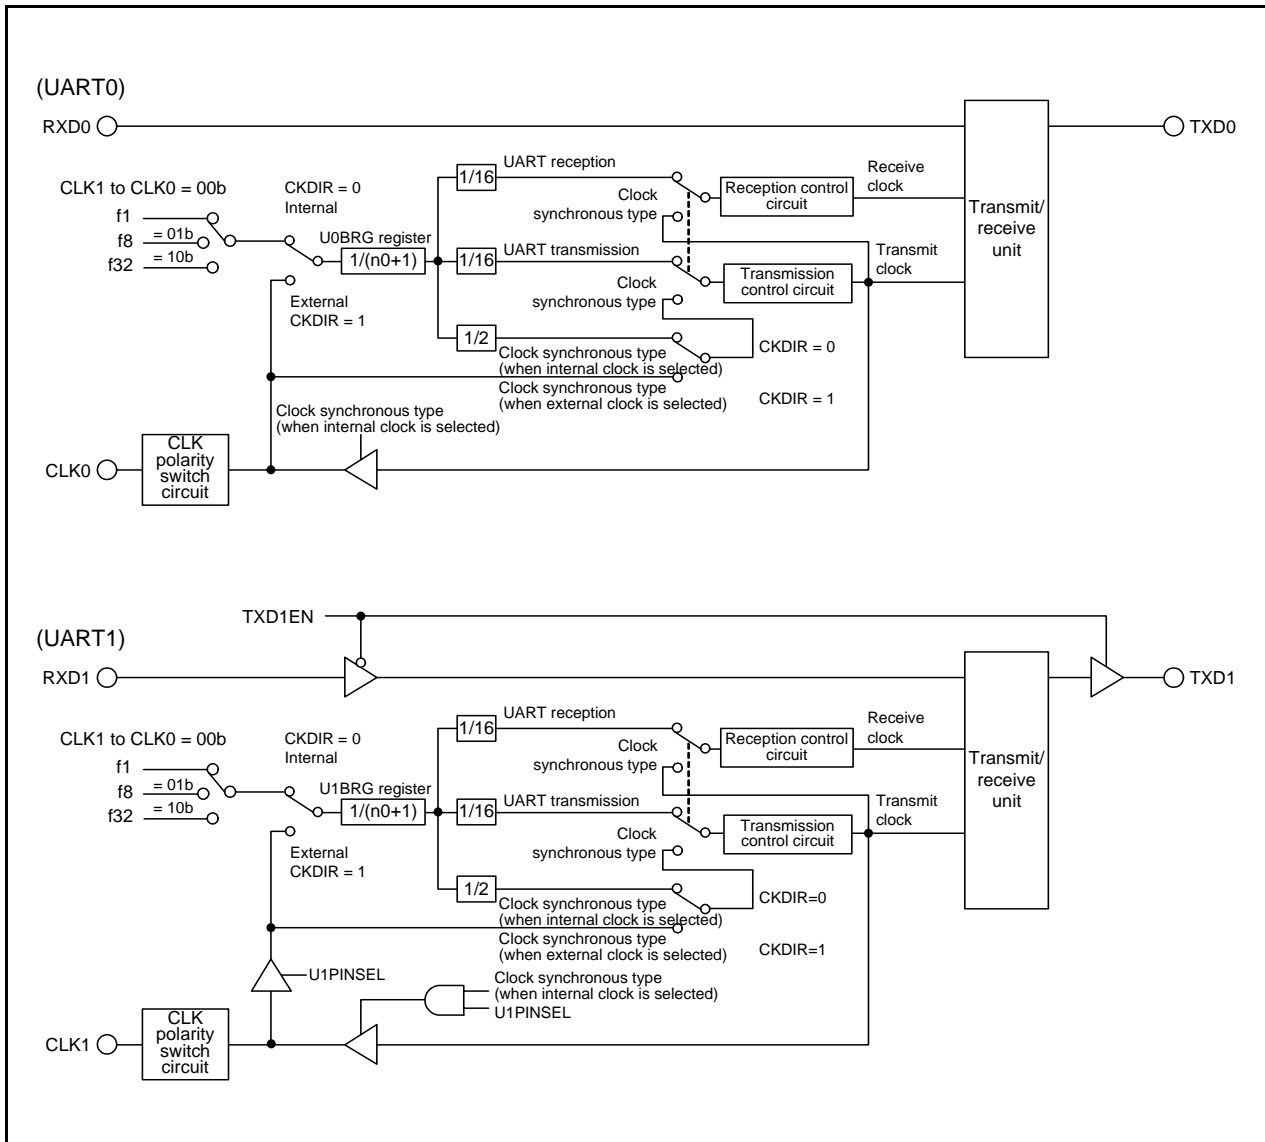 (UART0)
RXD0
TXD0
UART reception
1/16
Receive
clock
CLK1 to CLK0 = 00b
CKDIR = 0
Internal
Clock
synchronous type
Reception control
circuit
Transmit/
receive
unit
f1
f8
= 01b
f32
= 10b
U0BRG register
1/(n0+1)
1/16
UART transmission
Transmit
clock
Clock
synchronous type
Transmission
control circuit
External
CKDIR = 1
1/2
Clock synchronous type
(when internal clock is selected)
CKDIR = 0
Clock synchronous type
(when external clock is selected)
CKDIR = 1
Clock synchronous type
(when internal clock is selected)
CLK0
CLK
polarity
switch
circuit
TXD1EN
(UART1)
RXD1
TXD1
UART reception
1/16
Receive
clock
CLK1 to CLK0 = 00b
CKDIR = 0
Internal
Clock
synchronous type
Reception control
circuit
Transmit/
receive
unit
f1
f8
= 01b
f32
= 10b
U1BRG register
1/(n0+1)
1/16
UART transmission
Transmit
clock
Clock
synchronous type
Transmission
control circuit
External
CKDIR = 1
1/2
Clock synchronous type
(when internal clock is selected)
CKDIR=0
Clock synchronous type
(when external clock is selected)
CKDIR=1
U1PINSEL
Clock synchronous type
(when internal clock is selected)
U1PINSEL
CLK1
CLK
polarity
switch
circuit